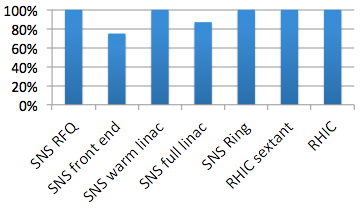 100%
80%
60%
40%
20%
0%
SNS RFQ
SNS front end
SNS warm linac
SNS full linac
SNS Ring
RHIC sextant
RHIC